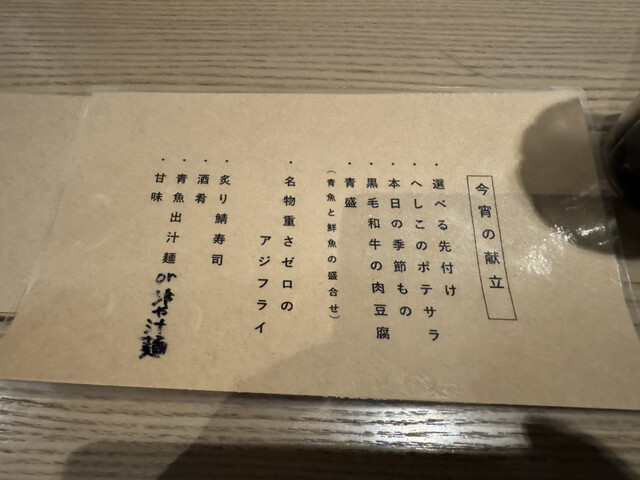 今宵の献立
・選べる先付け
・へしこのポテサラ
・本日の季節もの
・黒毛和牛の肉豆腐
・青盛
(青魚と鮮魚の盛合せ)
・名物重さゼロの
アジフライ
・炙り鯖寿司
・酒肴
・青魚出汁麺 or 冷や汁麺
・甘味